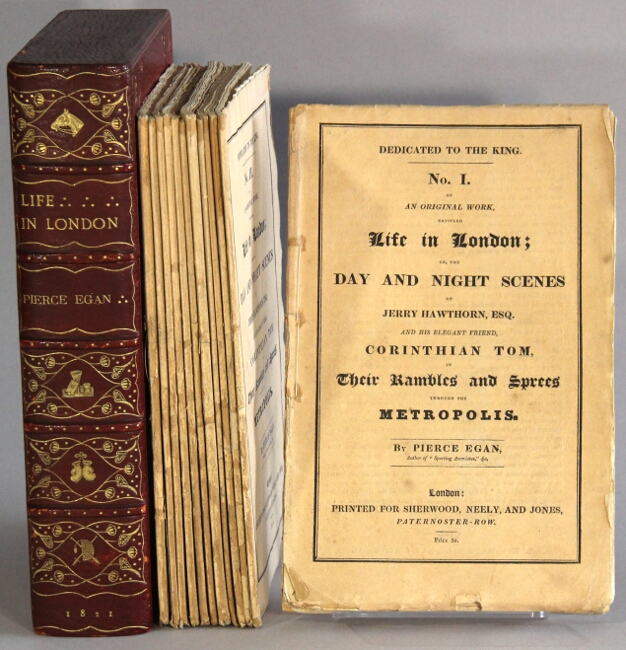 LIFE
IN LONDON
PIERCE EGAN
1821
DEDICATED TO THE KING.
No. I.
OF
AN ORIGINAL WORK,
ENTITLED
Life in London;
OR, THE
DAY AND NIGHT SCENES
OF
JERRY HAWTHORN, ESQ.
AND HIS ELEGANT FRIEND,
CORINTHIAN TOM,
IN
Their Rambles and Sprees
THROUGH THE
METROPOLIS.
By PIERCE EGAN,
Author of "Sporting Anecdotes," &c.
London:
PRINTED FOR SHERWOOD, NEELY, AND JONES,
PATERNOSTER-ROW.
Price 3s.